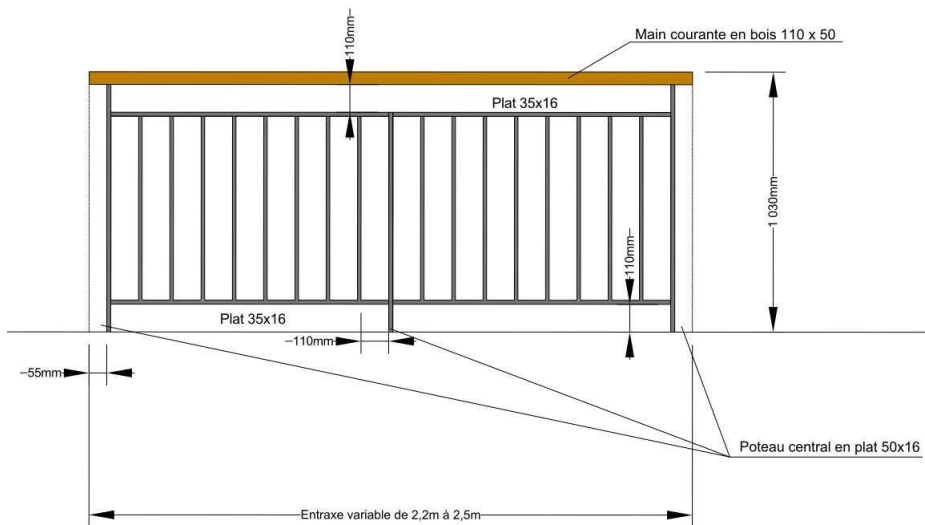 110mm
Main courante en bois 110 x 50
Plat 35x16
1 030mm
110mm
Plat 35x16
110mm
55mm
Poteau central en plat 50x16
Entraxe variable de 2,2m à 2,5m